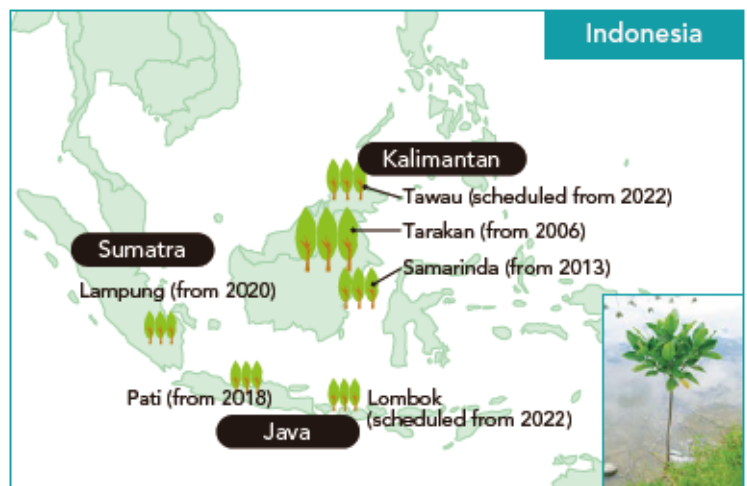 Indonesia
Kalimantan
Tawau (scheduled from 2022)
Tarakan (from 2006)
Sumatra
Samarinda (from 2013)
Lampung (from 2020)
Pati (from 2018)
Lombok
(scheduled from 2022)
Java